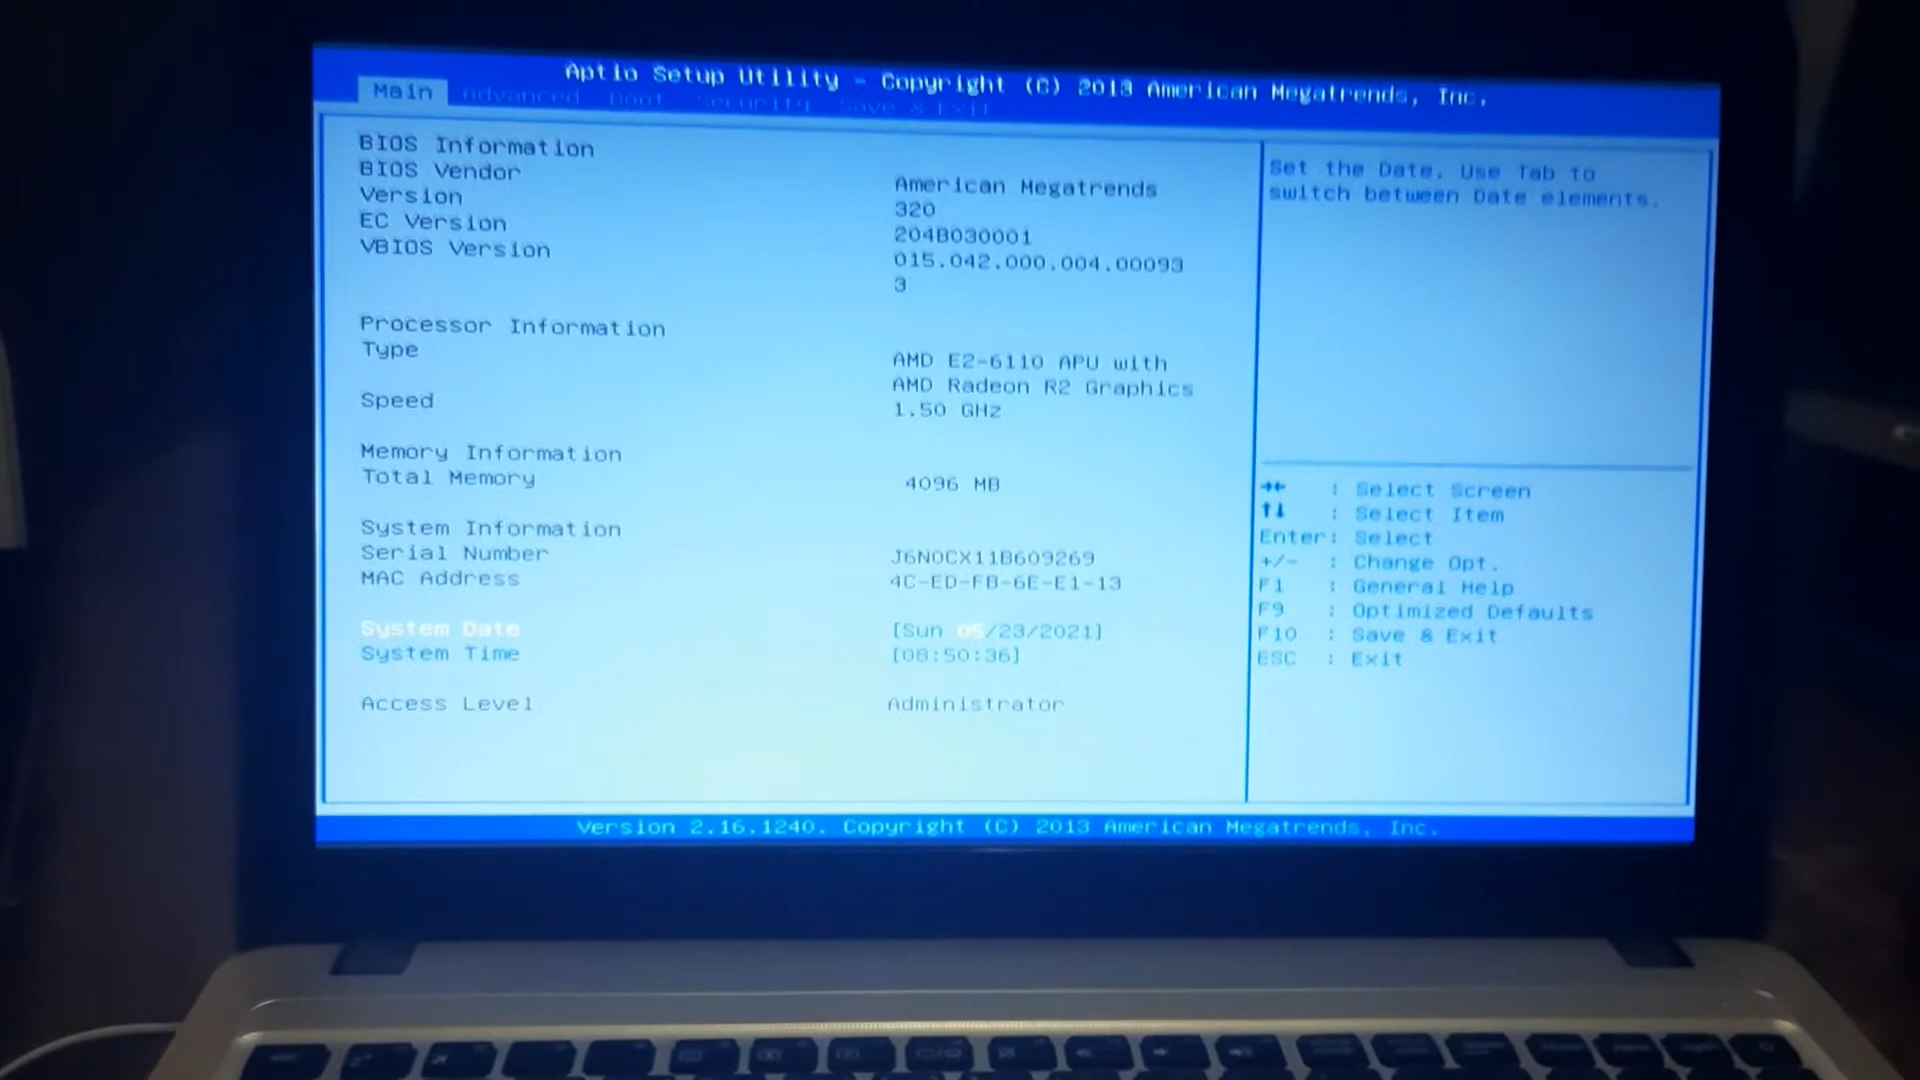 Aptio Setup Utility - Copyright (C) 2013 American Megatrends, Inc.
Main Advanced Boot Security Save & Exit
BIOS Information
BIOS Vendor American Megatrends
Version 320
EC Version 204B030001
VBIOS Version 015.042.000.004.00093
3
Processor Information
Type AMD E2-6110 APU with
AMD Radeon R2 Graphics
Speed 1.50 GHz
Memory Information
Total Memory 4096 MB
System Information
Serial Number J6N0CX11B609269
MAC Address 4C-ED-FB-6E-E1-13
System Date [Sun 05/23/2021]
System Time [08:50:36]
Access Level Administrator
Set the Date. Use Tab to
switch between Date elements.
→← : Select Screen
↑↓ : Select Item
Enter: Select
+/- : Change Opt.
F1 : General Help
F9 : Optimized Defaults
F10 : Save & Exit
ESC : Exit
Version 2.16.1240. Copyright (C) 2013 American Megatrends, Inc.